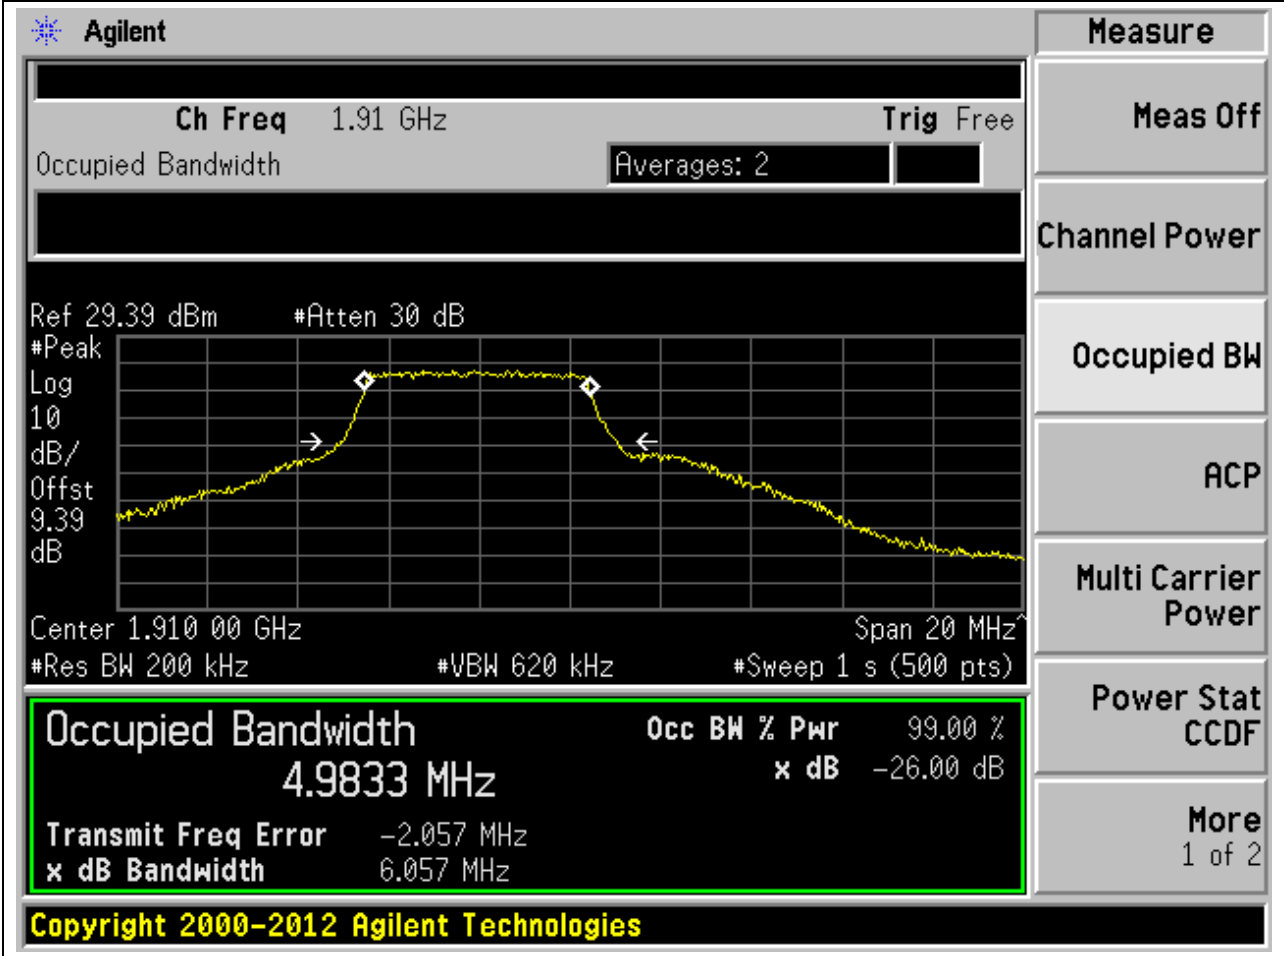 Agilent
Measure
Ch Freq 1.91 GHz Trig Free
Occupied Bandwidth Averages: 2
Ref 29.39 dBm #Atten 30 dB
#Peak
Log
10
dB/
Offst
9.39
dB
Center 1.910 00 GHz Span 20 MHz^
#Res BW 200 kHz #VBW 620 kHz #Sweep 1 s (500 pts)
Occupied Bandwidth Occ BW % Pwr 99.00 %
4.9833 MHz x dB -26.00 dB
Transmit Freq Error -2.057 MHz
x dB Bandwidth 6.057 MHz
Copyright 2000-2012 Agilent Technologies
Meas Off
Channel Power
Occupied BW
ACP
Multi Carrier
Power
Power Stat
CCDF
More
1 of 2